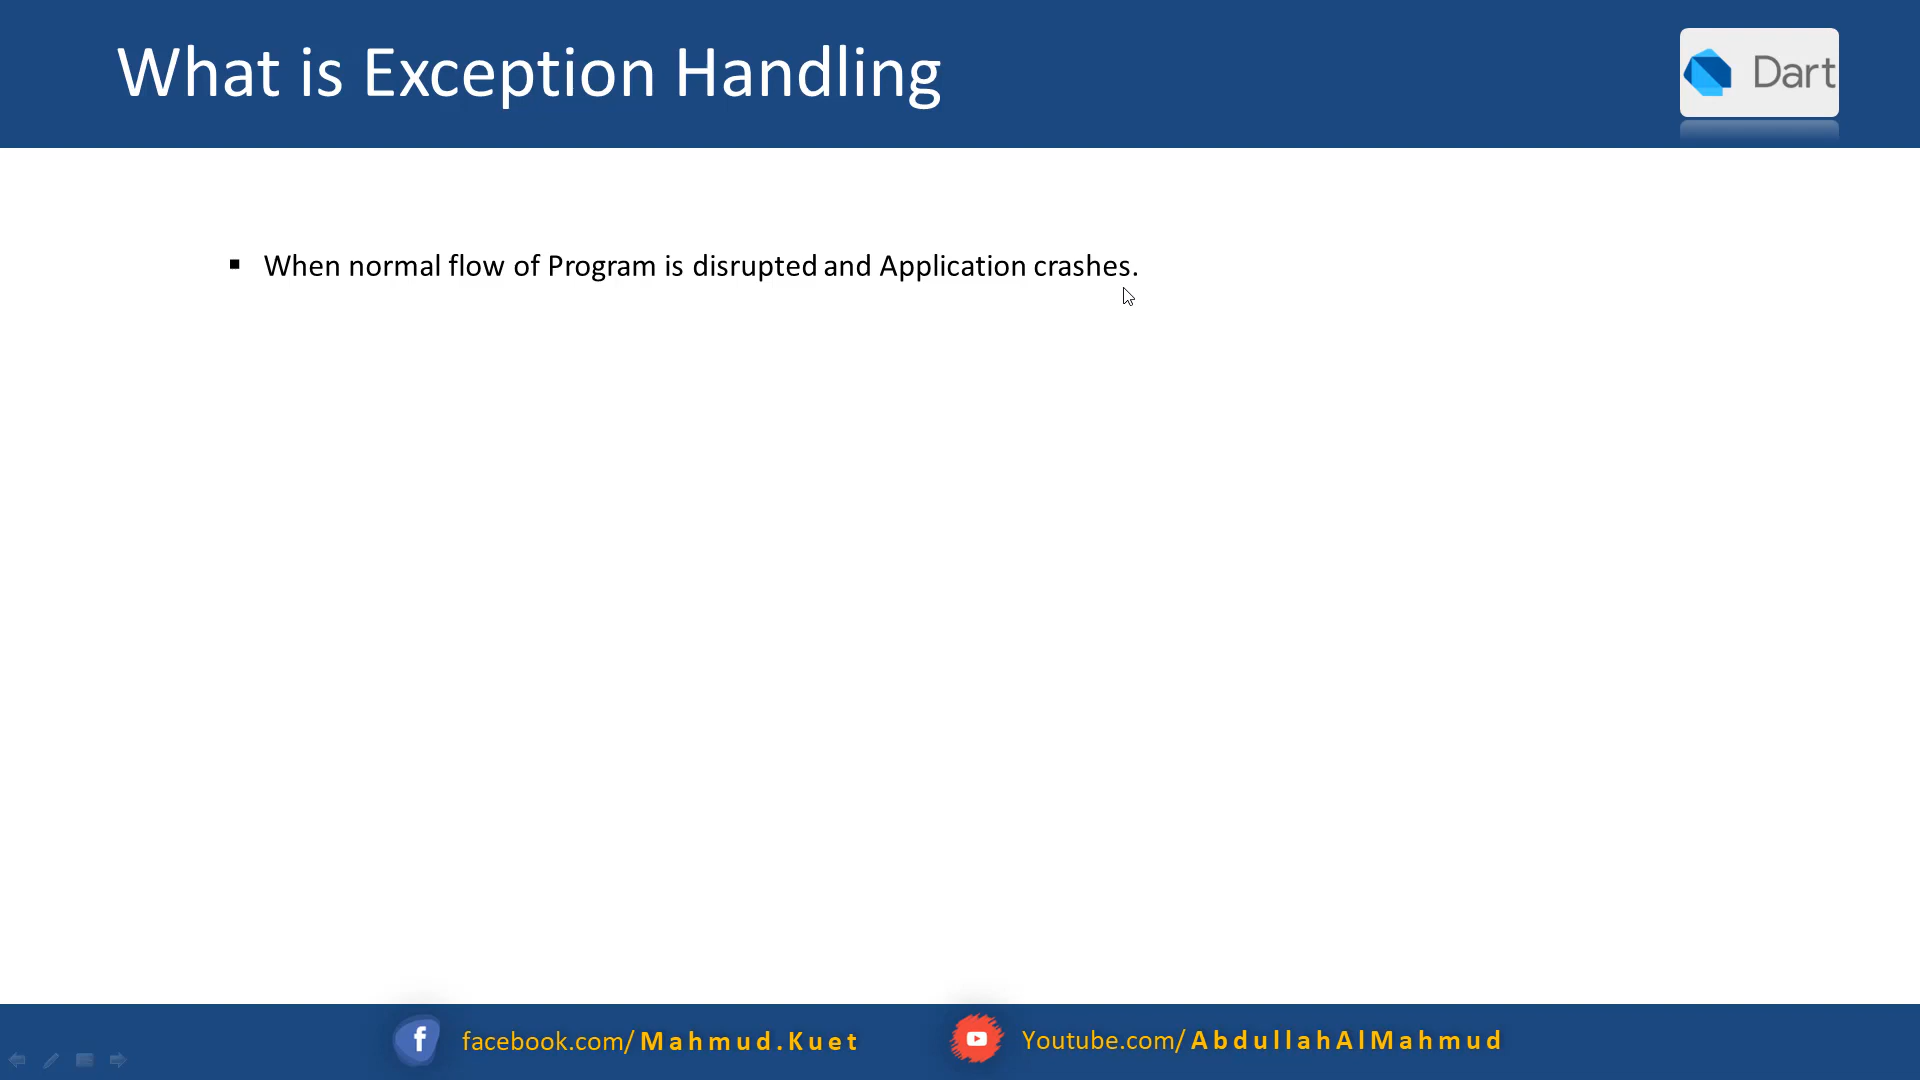 What is Exception Handling
Dart
▪ When normal flow of Program is disrupted and Application crashes.
facebook.com/Mahmud.Kuet
Youtube.com/AbdullahAlMahmud